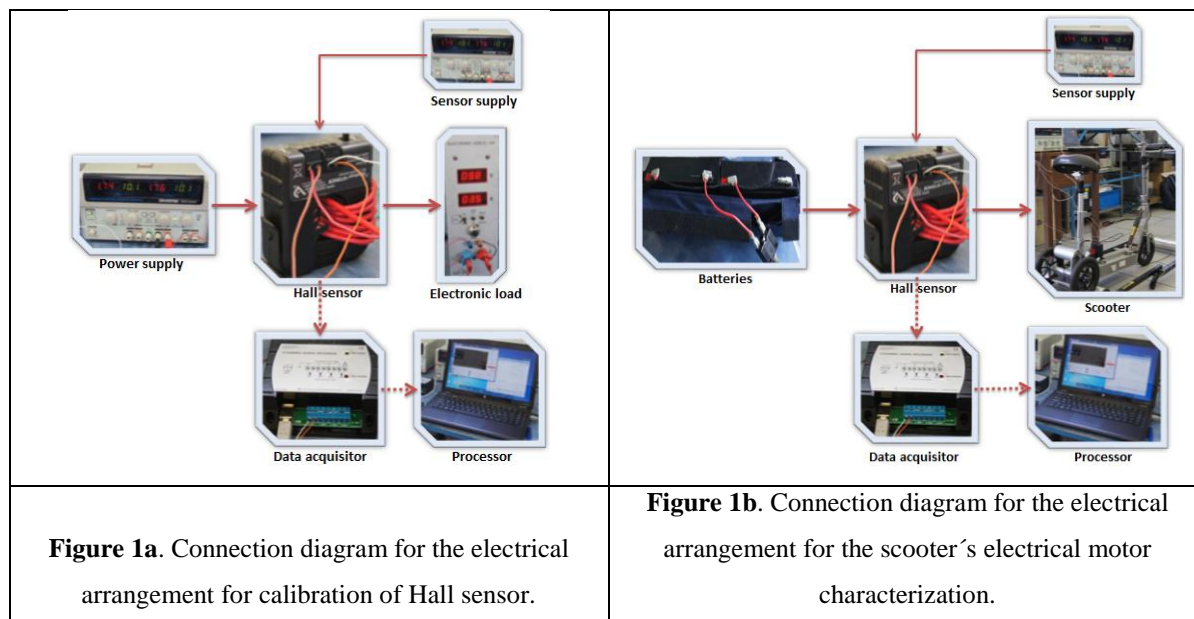 Sensor supply
Power supply
Hall sensor
Electronic load
Data acquisitor
Processor
Figure 1a. Connection diagram for the electrical
arrangement for calibration of Hall sensor.
Sensor supply
Batteries
Hall sensor
Scooter
Data acquisitor
Processor
Figure 1b. Connection diagram for the electrical
arrangement for the scooter´s electrical motor
characterization.